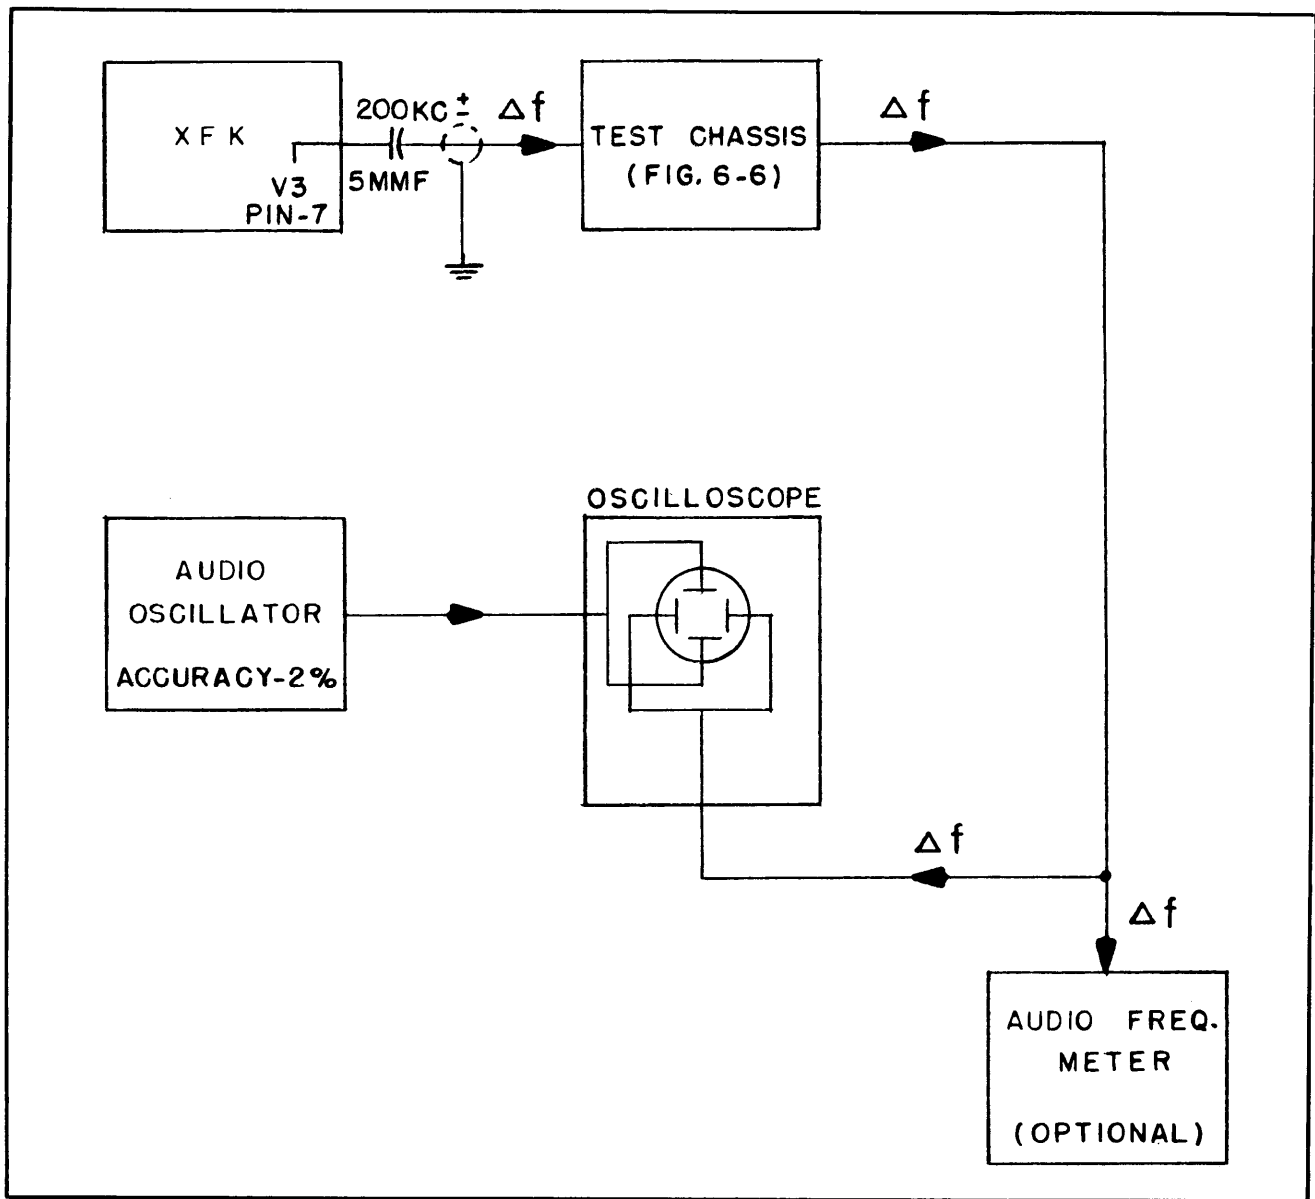 XFK
V3
PIN-7
200KC ± Δf
5MMF
TEST CHASSIS
(FIG. 6-6)
Δf
OSCILLOSCOPE
AUDIO
OSCILLATOR
ACCURACY-2%
Δf
Δf
AUDIO FREQ.
METER
(OPTIONAL)